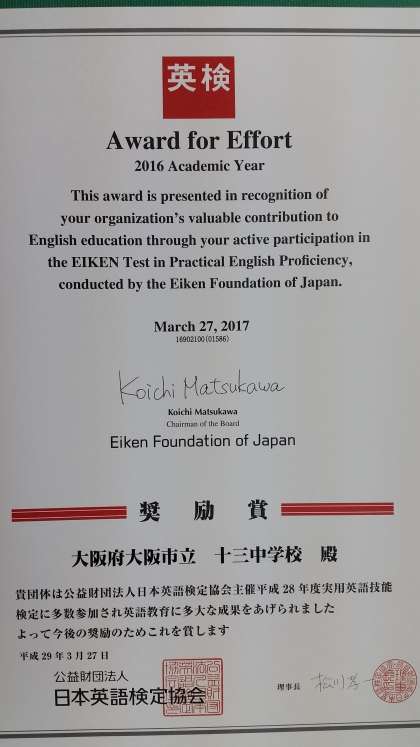 英検
Award for Effort
2016 Academic Year
This award is presented in recognition of
your organization's valuable contribution to
English education through your active participation in
the EIKEN Test in Practical English Proficiency,
conducted by the Eiken Foundation of Japan.
March 27, 2017
16902100(01586)
Koichi Matsukawa
Koichi Matsukawa
Chairman of the Board
Eiken Foundation of Japan
奨励賞
大阪府大阪市立 十三中学校 殿
貴団体は公益財団法人日本英語検定協会主催平成28年度実用英語技能
検定に多数参加され英語教育に多大な成果をあげられました
よって今後の奨励のためこれを賞します
平成29年3月27日
公益財団法人
日本英語検定協会
理事長